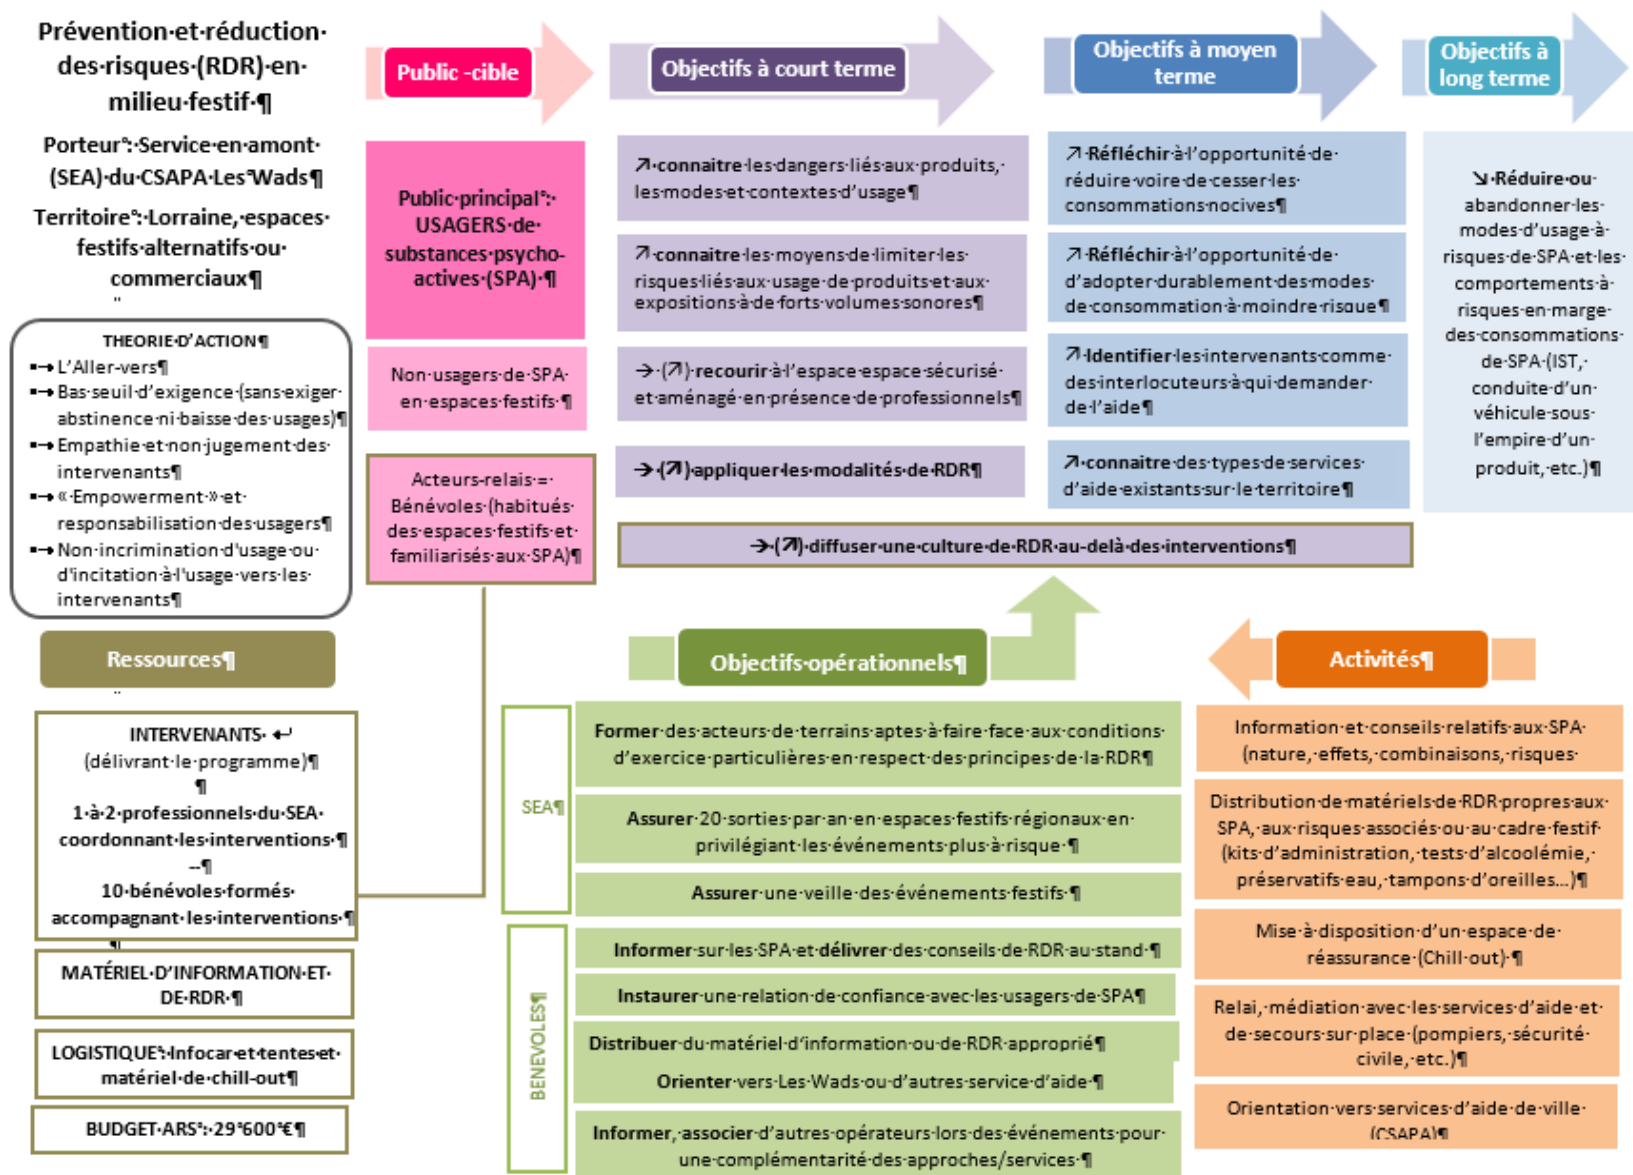 Prévention·et·réduction·
des·risques·(RDR)·en·
milieu·festif·¶
Porteur°:·Service·en·amont·
(SEA)·du·CSAPA·Les°Wads¶
Territoire°:·Lorraine,·espaces·
festifs·alternatifs·ou·
commerciaux¶
THEORIE·D'ACTION¶
L'Aller-vers¶
Bas·seuil·d'exigence·(sans·exiger·
abstinence·ni·baisse·des·usages)¶
Empathie·et·non·jugement·des·
intervenants¶
«·Empowerment·»·et·
responsabilisation·des·usagers¶
Non·incrimination·d'usage·ou·
d'incitation·à·l'usage·vers·les·
intervenants¶
Ressources¶
INTERVENANTS·↵
(délivrant·le·programme)¶
¶
1·à·2·professionnels·du·SEA·
coordonnant·les·interventions·¶
--¶
10·bénévoles·formés·
accompagnant·les·interventions·¶
¶
MATÉRIEL·D'INFORMATION·ET·
DE·RDR·¶
LOGISTIQUE°:·Infocar·et·tentes·et·
matériel·de·chill-out¶
BUDGET·ARS°:·29°600°€¶
Public -cible
Public·principal°:·
USAGERS·de·
substances·psycho-
actives·(SPA)·¶
Non·usagers·de·SPA·
en·espaces·festifs·¶
Acteurs-relais·=·
Bénévoles·(habitués·
des·espaces·festifs·et·
familiarisés·aux·SPA)¶
Objectifs à court terme
↗·connaitre·les·dangers·liés·aux·produits,·
les·modes·et·contextes·d'usage¶
↗·connaitre·les·moyens·de·limiter·les·
risques·liés·aux·usage·de·produits·et·aux·
expositions·à·de·forts·volumes·sonores¶
→·(↗)·recourir·à·l'espace·espace·sécurisé·
et·aménagé·en·présence·de·professionnels¶
→·(↗)·appliquer·les·modalités·de·RDR¶
Objectifs à moyen
terme
↗·Réfléchir·à·l'opportunité·de·
réduire·voire·de·cesser·les·
consommations·nocives¶
↗·Réfléchir·à·l'opportunité·de·
d'adopter·durablement·des·modes·
de·consommation·à·moindre·risque¶
↗·Identifier·les·intervenants·comme·
des·interlocuteurs·à·qui·demander·
de·l'aide¶
↗·connaitre·des·types·de·services·
d'aide·existants·sur·le·territoire¶
→·(↗)·diffuser·une·culture·de·RDR·au-delà·des·interventions¶
Objectifs à
long terme
↘·Réduire·ou·
abandonner·les·
modes·d'usage·à·
risques·de·SPA·et·les·
comportements·à·
risques·en·marge·
des·consommations·
de·SPA·(IST,·
conduite·d'un·
véhicule·sous·
l'empire·d'un·
produit,·etc.)¶
Objectifs·opérationnels¶
SEA¶
Former·des·acteurs·de·terrains·aptes·à·faire·face·aux·conditions·
d'exercice·particulières·en·respect·des·principes·de·la·RDR¶
Assurer·20·sorties·par·an·en·espaces·festifs·régionaux·en·
privilégiant·les·événements·plus·à·risque·¶
Assurer·une·veille·des·événements·festifs·¶
BENEVOLES¶
Informer·sur·les·SPA·et·délivrer·des·conseils·de·RDR·au·stand·¶
Instaurer·une·relation·de·confiance·avec·les·usagers·de·SPA¶
Distribuer·du·matériel·d'information·ou·de·RDR·approprié¶
Orienter·vers·Les·Wads·ou·d'autres·service·d'aide·¶
Informer,·associer·d'autres·opérateurs·lors·des·événements·pour·
une·complémentarité·des·approches/services·¶
Activités¶
Information·et·conseils·relatifs·aux·SPA·
(nature,·effets,·combinaisons,·risques·
Distribution·de·matériels·de·RDR·propres·aux·
SPA,·aux·risques·associés·ou·au·cadre·festif·
(kits·d'administration,·tests·d'alcoolémie,·
préservatifs·eau,·tampons·d'oreilles…)¶
Mise·à·disposition·d'un·espace·de·
réassurance·(Chill·out)·¶
Relai,·médiation·avec·les·services·d'aide·et·
de·secours·sur·place·(pompiers,·sécurité·
civile,·etc.)¶
Orientation·vers·services·d'aide·de·ville·
(CSAPA)¶